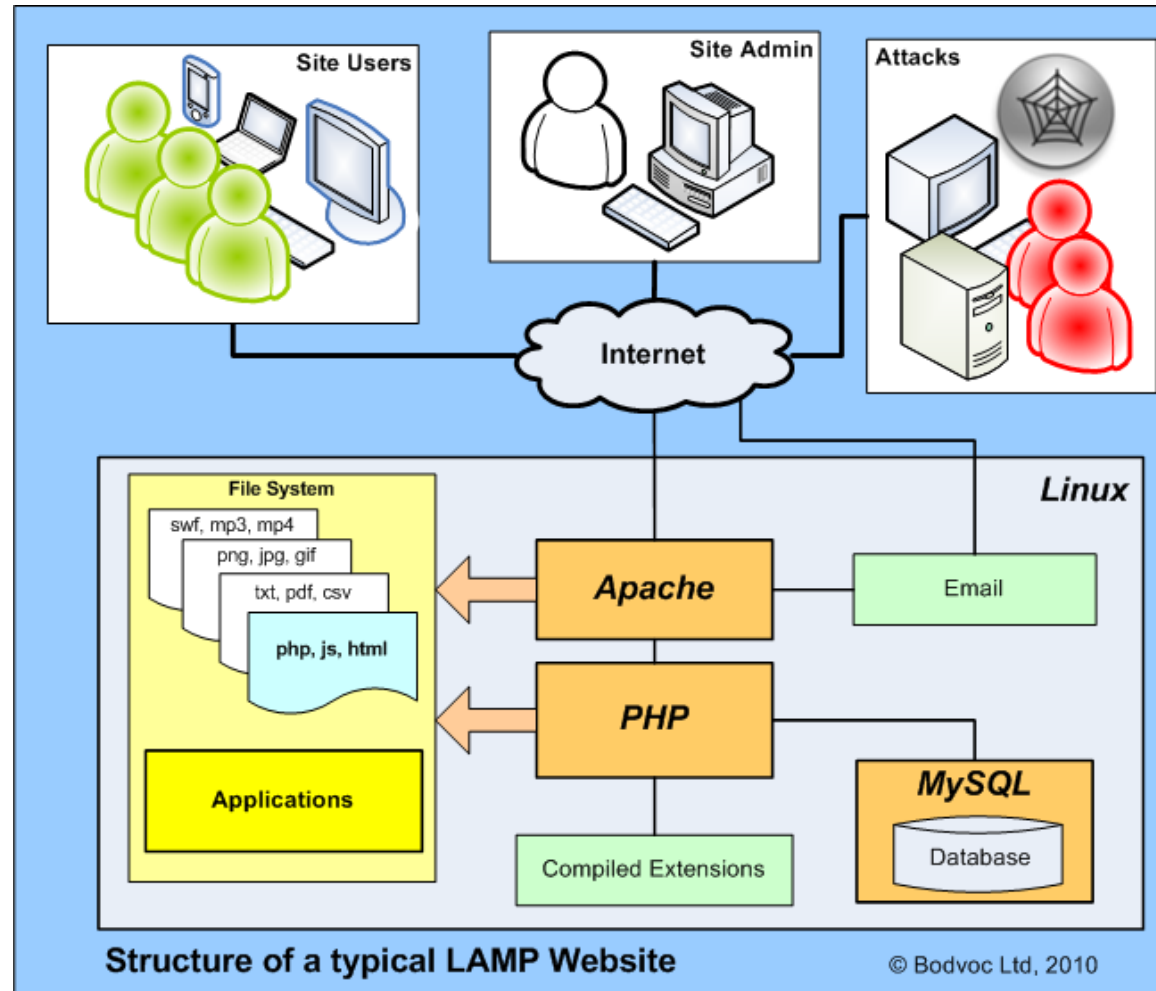 Site Users
Site Admin
Attacks
Internet
Linux
File System
swf, mp3, mp4
png, jpg, gif
txt, pdf, csv
php, js, html
Applications
Apache
Email
PHP
MySQL
Database
Compiled Extensions
Structure of a typical LAMP Website
© Bodvoc Ltd, 2010